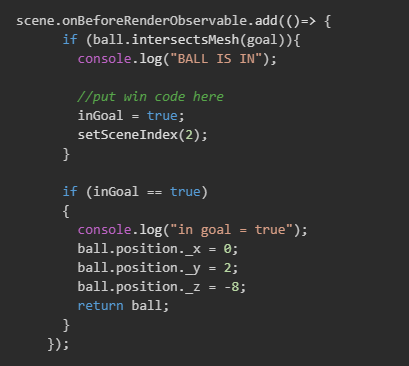 scene.onBeforeRenderObservable.add(()=> {
if (ball.intersectsMesh(goal)){
console.log("BALL IS IN");
//put win code here
inGoal = true;
setSceneIndex(2);
}
if (inGoal == true)
{
console.log("in goal = true");
ball.position._x = 0;
ball.position._y = 2;
ball.position._z = -8;
return ball;
}
});